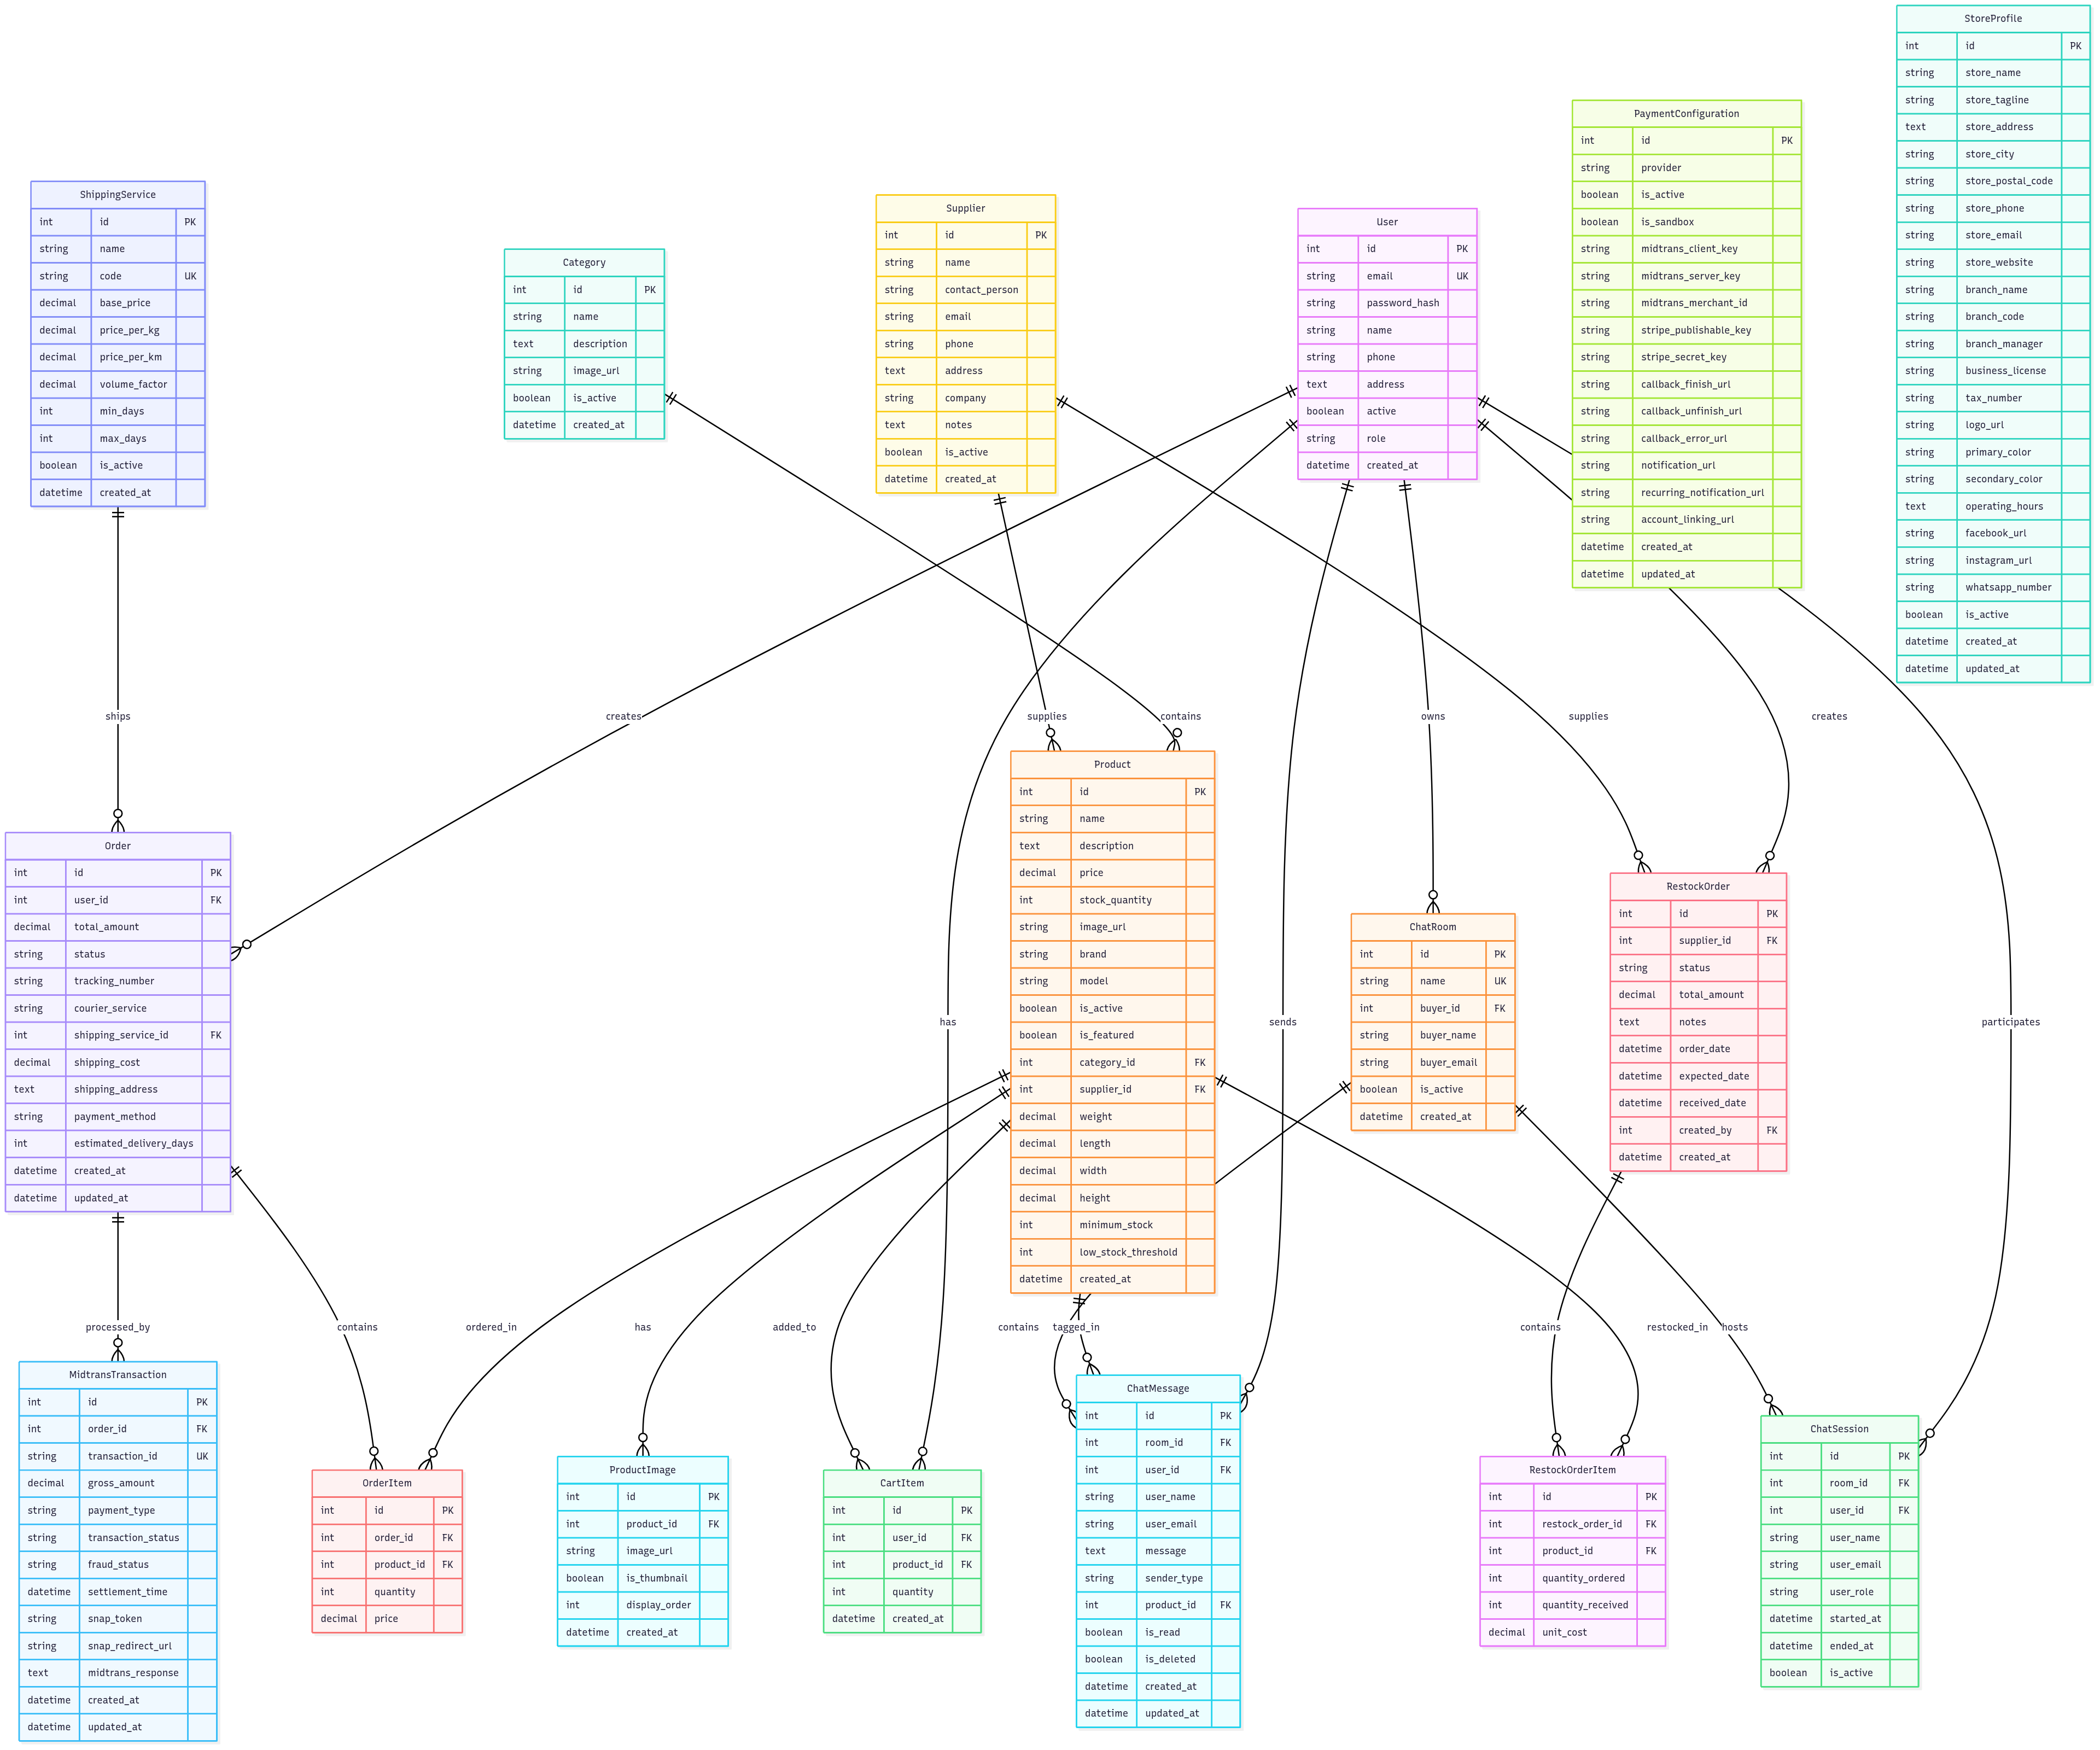 StoreProfile
int id PK
string store_name
string store_tagline
text store_address
string store_city
string store_postal_code
string store_phone
string store_email
string store_website
string branch_name
string branch_code
string branch_manager
string business_license
string tax_number
string logo_url
string primary_color
string secondary_color
text operating_hours
string facebook_url
string instagram_url
string whatsapp_number
boolean is_active
datetime created_at
datetime updated_at
PaymentConfiguration
int id PK
string provider
boolean is_active
boolean is_sandbox
string midtrans_client_key
string midtrans_server_key
string midtrans_merchant_id
string stripe_publishable_key
string stripe_secret_key
string callback_finish_url
string callback_unfinish_url
string callback_error_url
string notification_url
string recurring_notification_url
string account_linking_url
datetime created_at
datetime updated_at
ShippingService
int id PK
string name
string code UK
decimal base_price
decimal price_per_kg
decimal price_per_km
decimal volume_factor
int min_days
int max_days
boolean is_active
datetime created_at
Category
int id PK
string name
text description
string image_url
boolean is_active
datetime created_at
Supplier
int id PK
string name
string contact_person
string email
string phone
text address
string company
text notes
boolean is_active
datetime created_at
User
int id PK
string email UK
string password_hash
string name
string phone
text address
boolean active
string role
datetime created_at
ships
creates
supplies
contains
owns
supplies
creates
Order
int id PK
int user_id FK
decimal total_amount
string status
string tracking_number
string courier_service
int shipping_service_id FK
decimal shipping_cost
text shipping_address
string payment_method
int estimated_delivery_days
datetime created_at
datetime updated_at
has
Product
int id PK
string name
text description
decimal price
int stock_quantity
string image_url
string brand
string model
boolean is_active
boolean is_featured
int category_id FK
int supplier_id FK
decimal weight
decimal length
decimal width
decimal height
int minimum_stock
int low_stock_threshold
datetime created_at
sends
ChatRoom
int id PK
string name UK
int buyer_id FK
string buyer_name
string buyer_email
boolean is_active
datetime created_at
RestockOrder
int id PK
int supplier_id FK
string status
decimal total_amount
text notes
datetime order_date
datetime expected_date
datetime received_date
int created_by FK
datetime created_at
participates
processed_by
contains
ordered_in
has
added_to
contains
tagged_in
contains
restocked_in
hosts
MidtransTransaction
int id PK
int order_id FK
string transaction_id UK
decimal gross_amount
string payment_type
string transaction_status
string fraud_status
datetime settlement_time
string snap_token
string snap_redirect_url
text midtrans_response
datetime created_at
datetime updated_at
OrderItem
int id PK
int order_id FK
int product_id FK
int quantity
decimal price
ProductImage
int id PK
int product_id FK
string image_url
boolean is_thumbnail
int display_order
datetime created_at
CartItem
int id PK
int user_id FK
int product_id FK
int quantity
datetime created_at
ChatMessage
int id PK
int room_id FK
int user_id FK
string user_name
string user_email
text message
string sender_type
int product_id FK
boolean is_read
boolean is_deleted
datetime created_at
datetime updated_at
RestockOrderItem
int id PK
int restock_order_id FK
int product_id FK
int quantity_ordered
int quantity_received
decimal unit_cost
ChatSession
int id PK
int room_id FK
int user_id FK
string user_name
string user_email
string user_role
datetime started_at
datetime ended_at
boolean is_active